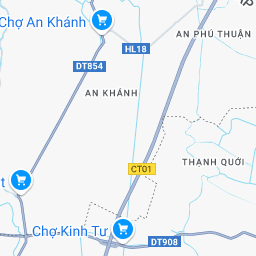 Chợ An Khánh
AN PHÚ THUẬN
HL18
DT854
AN KHÁNH
THẠNH QUỚI
CT01
Chợ Kinh Tư
DT908